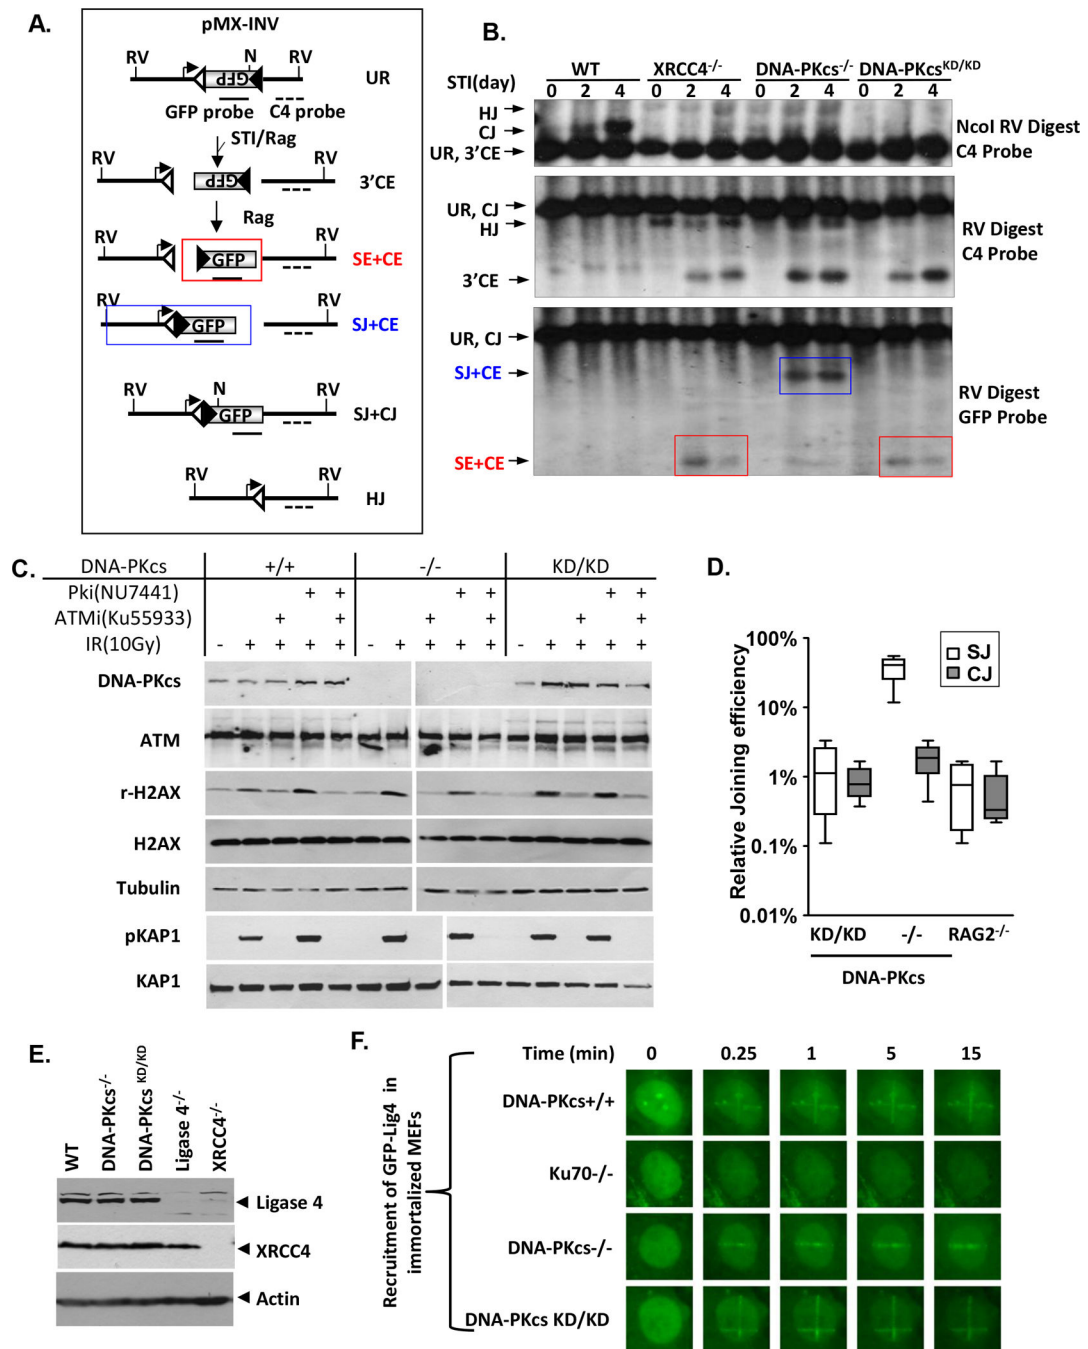 A.
pMX-INV
RV N RV
GFP
UR
GFP probe C4 probe
STI/Rag
RV RV
GFP
3'CE
Rag
RV RV
GFP
SE+CE
RV RV
GFP
SJ+CE
RV N RV
GFP
SJ+CJ
RV RV
HJ
B.
WT XRCC4-/- DNA-PKcs-/- DNA-PKcsKD/KD
STI(day) 0 2 4 0 2 4 0 2 4 0 2 4
HJ
CJ
UR, 3'CE
NcoI RV Digest
C4 Probe
UR, CJ
HJ
3'CE
RV Digest
C4 Probe
UR, CJ
SJ+CE
SE+CE
RV Digest
GFP Probe
C.
DNA-PKcs +/+ -/- KD/KD
Pki(NU7441) + + + + + +
ATMi(Ku55933) + + + + + +
IR(10Gy) - + + + + - + + + + - + + + +
DNA-PKcs
ATM
r-H2AX
H2AX
Tubulin
pKAP1
KAP1
D.
Relative Joining efficiency
100%
10%
1%
0.1%
0.01%
SJ
CJ
KD/KD -/- RAG2-/-
DNA-PKcs
E.
WT
DNA-PKcs-/-
DNA-PKcs KD/KD
Ligase 4-/-
XRCC4-/-
Ligase 4
XRCC4
Actin
F.
Recruitment of GFP-Lig4 in
immortalized MEFs
Time (min) 0 0.25 1 5 15
DNA-PKcs+/+
Ku70-/-
DNA-PKcs-/-
DNA-PKcs KD/KD